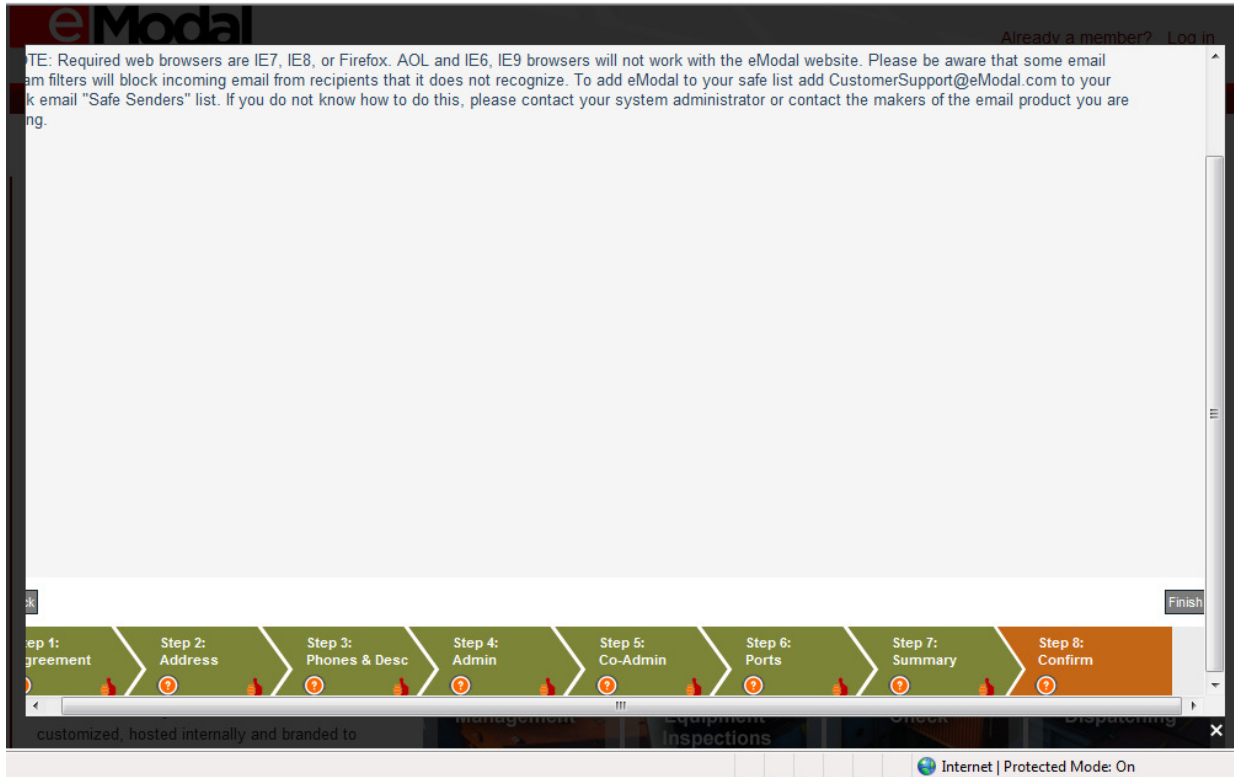 eModal
Already a member? Log in
OTE: Required web browsers are IE7, IE8, or Firefox. AOL and IE6, IE9 browsers will not work with the eModal website. Please be aware that some email
am filters will block incoming email from recipients that it does not recognize. To add eModal to your safe list add CustomerSupport@eModal.com to your
k email "Safe Senders" list. If you do not know how to do this, please contact your system administrator or contact the makers of the email product you are
ng.
ck
Finish
ep 1:
greement
Step 2:
Address
Step 3:
Phones & Desc
Step 4:
Admin
Step 5:
Co-Admin
Step 6:
Ports
Step 7:
Summary
Step 8:
Confirm
Management
Equipment
Inspections
Check
Dispatching
customized, hosted internally and branded to
Internet | Protected Mode: On